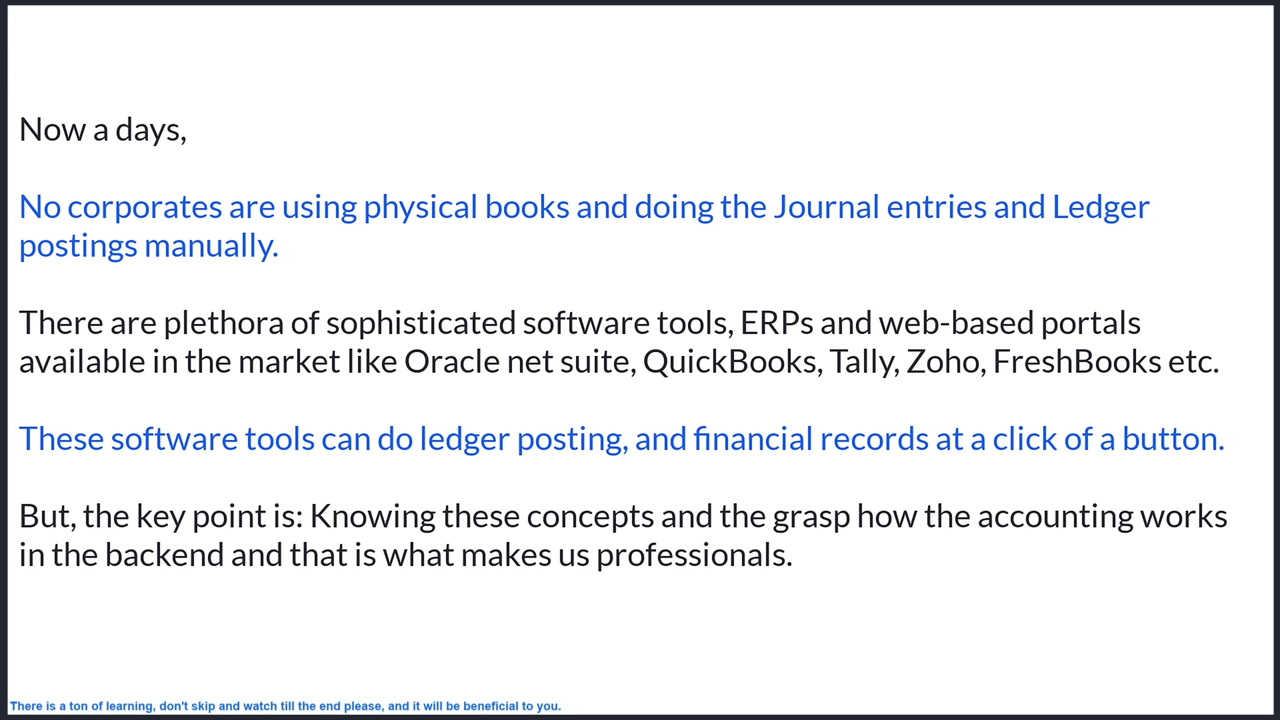 Now a days,
No corporates are using physical books and doing the Journal entries and Ledger
postings manually.
There are plethora of sophisticated software tools, ERPs and web-based portals
available in the market like Oracle net suite, QuickBooks, Tally, Zoho, FreshBooks etc.
These software tools can do ledger posting, and financial records at a click of a button.
But, the key point is: Knowing these concepts and the grasp how the accounting works
in the backend and that is what makes us professionals.
There is a ton of learning, don't skip and watch till the end please, and it will be beneficial to you.